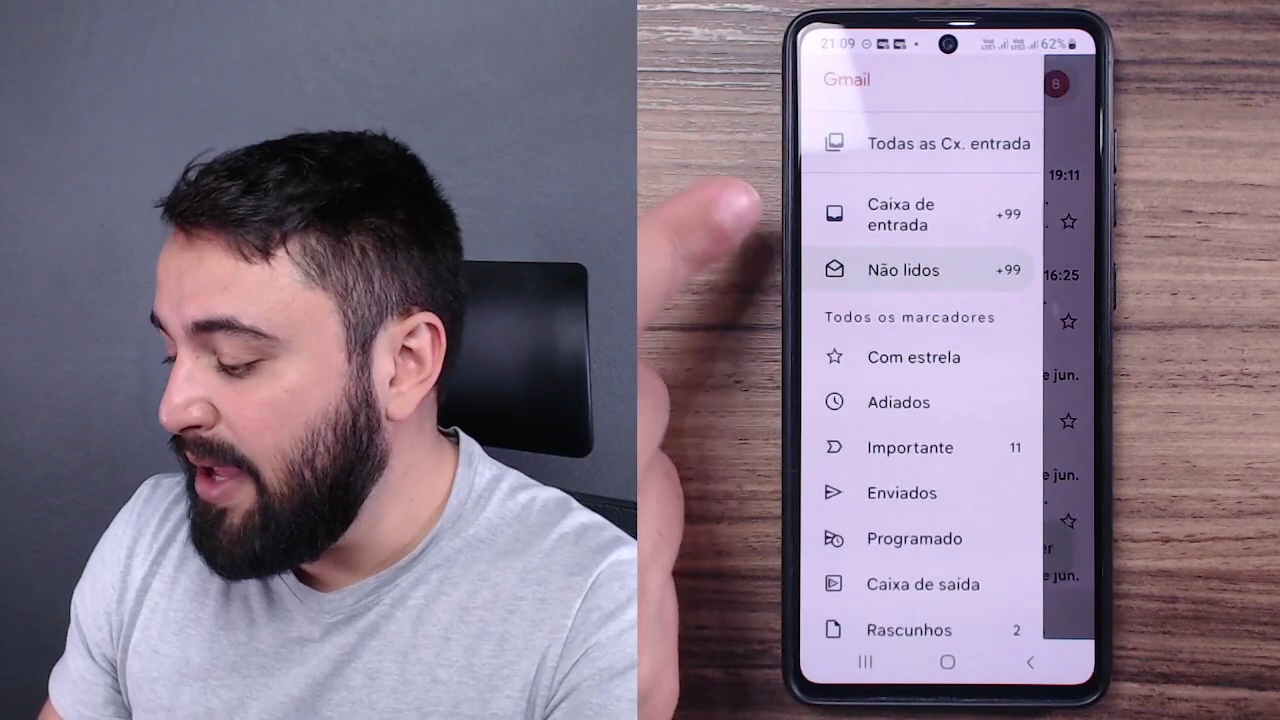 21:09
62%
Gmail
B
Todas as Cx. entrada
19:11
Caixa de
entrada
+99
Não lidos
+99
16:25
Todos os marcadores
Com estrela
e jun.
Adiados
Importante
11
e jun.
Enviados
Programado
er
Caixa de saída
e jun.
Rascunhos
2